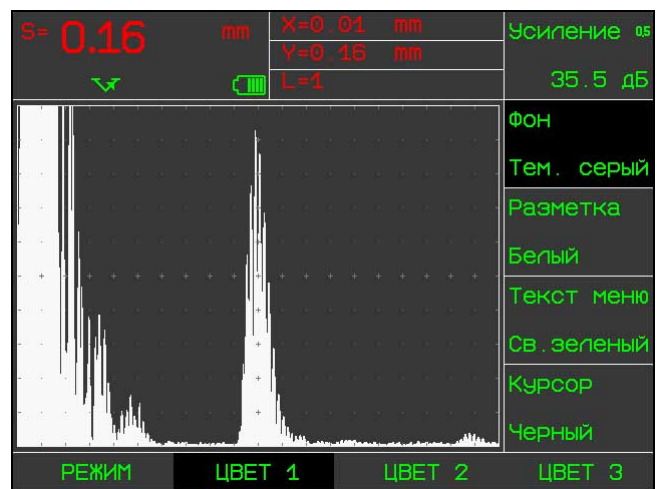 S= 0.16 mm
X=0.01 mm
Y=0.16 mm
L=1
Усиление 0.5
35.5 дБ
Фон
Тем. серый
Разметка
Белый
Текст меню
Св.зеленый
Курсор
Черный
РЕЖИМ ЦВЕТ 1 ЦВЕТ 2 ЦВЕТ 3